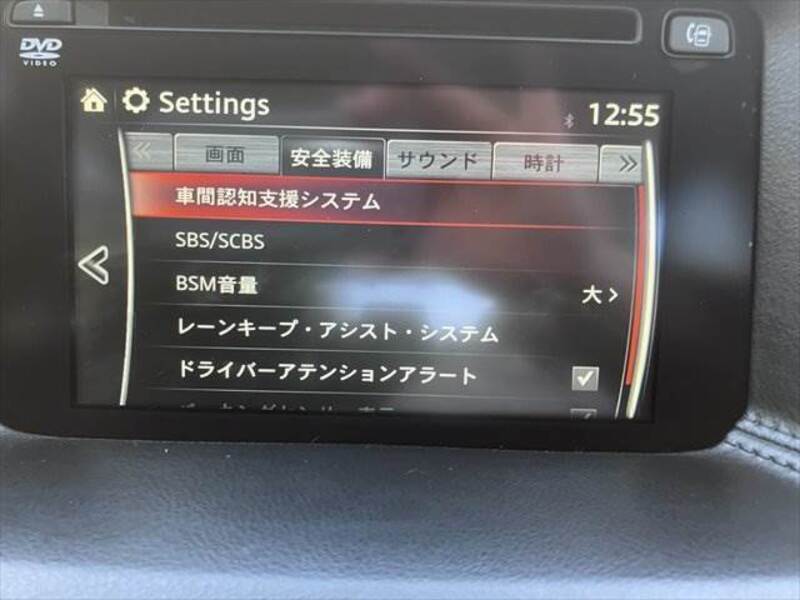 DVD
VIDEO
Settings
12:55
画面 安全装備 サウンド 時計
車間認知支援システム
SBS/SCBS
BSM音量 大
レーンキープ・アシスト・システム
ドライバーアテンションアラート